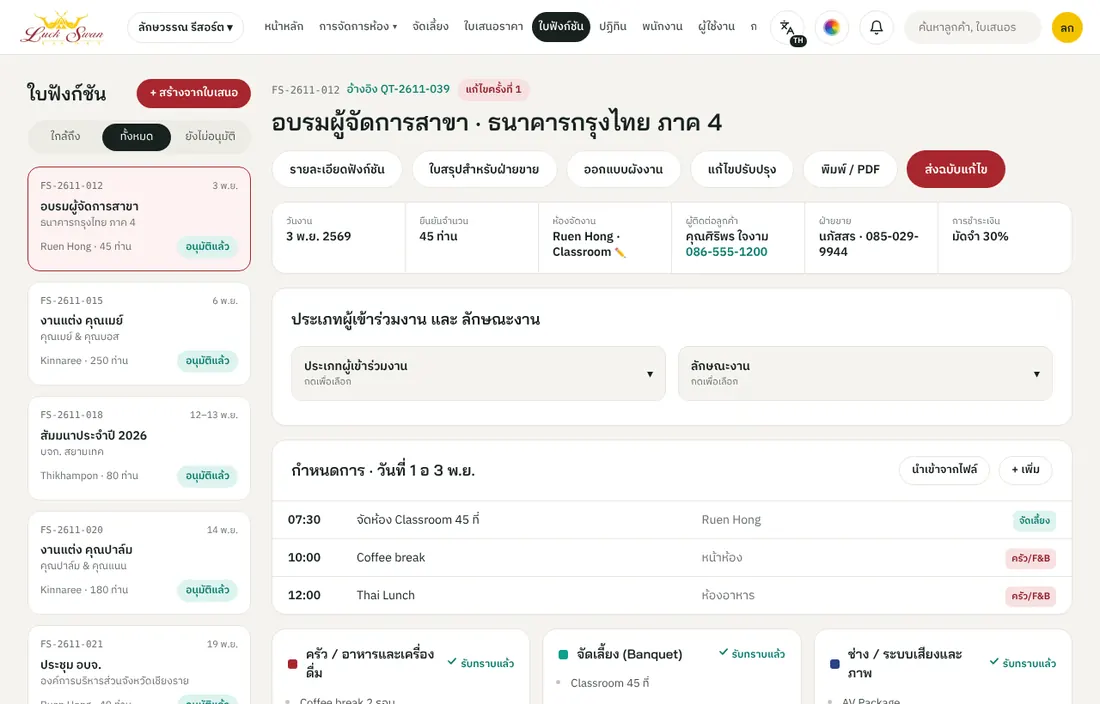 Luck Swan
ลักษวรรณ รีสอร์ต ▾
หน้าหลัก
การจัดการห้อง ▾
จัดเลี้ยง
ใบเสนอราคา
ใบฟังก์ชัน
ปฏิทิน
พนักงาน
ผู้ใช้งาน
TH
ค้นหาลูกค้า, ใบเสนอ
ลก
ใบฟังก์ชัน
+ สร้างจากใบเสนอ
ใกล้ถึง
ทั้งหมด
ยังไม่อนุมัติ
FS-2611-012 3 พ.ย.
อบรมผู้จัดการสาขา
ธนาคารกรุงไทย ภาค 4
Ruen Hong · 45 ท่าน อนุมัติแล้ว
FS-2611-015 6 พ.ย.
งานแต่ง คุณเมย์
คุณเมย์ & คุณบอส
Kinnaree · 250 ท่าน อนุมัติแล้ว
FS-2611-018 12–13 พ.ย.
สัมมนาประจำปี 2026
บจก. สยามเทค
Thikhampon · 80 ท่าน อนุมัติแล้ว
FS-2611-020 14 พ.ย.
งานแต่ง คุณปาล์ม
คุณปาล์ม & คุณแนน
Kinnaree · 180 ท่าน อนุมัติแล้ว
FS-2611-021 19 พ.ย.
ประชุม อบจ.
องค์การบริหารส่วนจังหวัดเชียงราย
FS-2611-012 อ้างอิง QT-2611-039 แก้ไขครั้งที่ 1
อบรมผู้จัดการสาขา · ธนาคารกรุงไทย ภาค 4
รายละเอียดฟังก์ชัน
ใบสรุปสำหรับฝ่ายขาย
ออกแบบผังงาน
แก้ไขปรับปรุง
พิมพ์ / PDF
ส่งฉบับแก้ไข
วันงาน
3 พ.ย. 2569
ยืนยันจำนวน
45 ท่าน
ห้องจัดงาน
Ruen Hong ·
Classroom ✏️
ผู้ติดต่อลูกค้า
คุณศิริพร ใจงาม
086-555-1200
ฝ่ายขาย
นภัสสร · 085-029-
9944
การชำระเงิน
มัดจำ 30%
ประเภทผู้เข้าร่วมงาน และ ลักษณะงาน
ประเภทผู้เข้าร่วมงาน
กดเพื่อเลือก
▾
ลักษณะงาน
กดเพื่อเลือก
▾
กำหนดการ · วันที่ 1 อ 3 พ.ย.
นำเข้าจากไฟล์
+ เพิ่ม
07:30 จัดห้อง Classroom 45 ที่ Ruen Hong จัดเลี้ยง
10:00 Coffee break หน้าห้อง ครัว/F&B
12:00 Thai Lunch ห้องอาหาร ครัว/F&B
ครัว / อาหารและเครื่อง
ดื่ม
✓ รับทราบแล้ว
Coffee break 2 รอบ
จัดเลี้ยง (Banquet)
✓ รับทราบแล้ว
Classroom 45 ที่
ช่าง / ระบบเสียงและ
ภาพ
✓ รับทราบแล้ว
AV Package